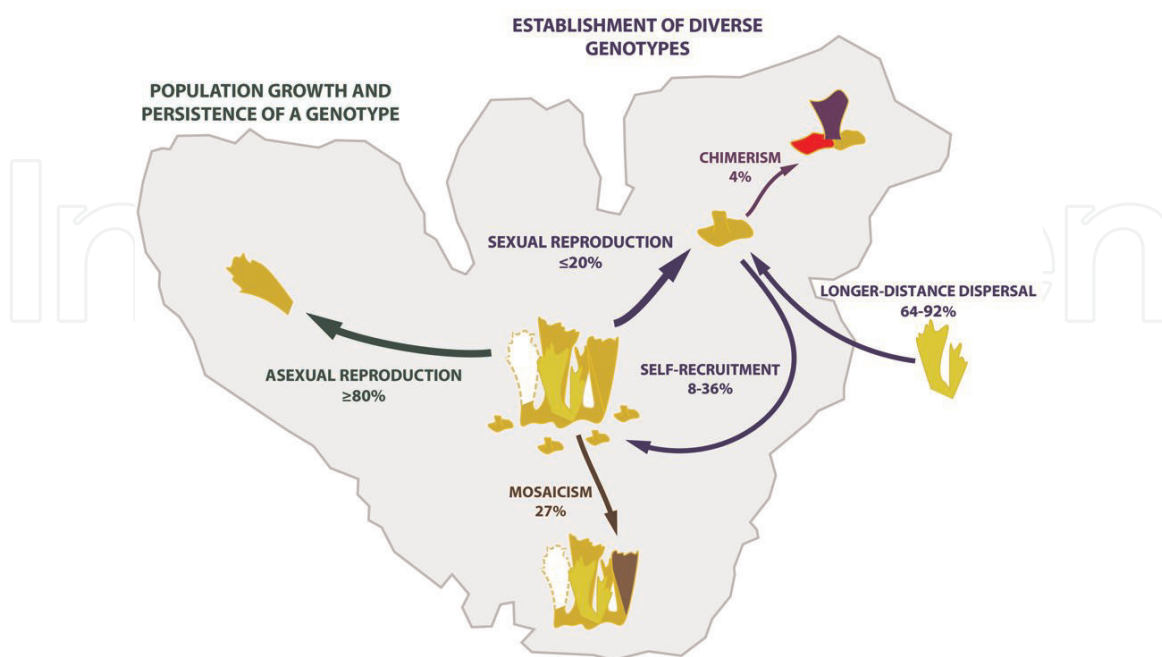 ESTABLISHMENT OF DIVERSE
GENOTYPES
POPULATION GROWTH AND
PERSISTENCE OF A GENOTYPE
CHIMERISM
4%
SEXUAL REPRODUCTION
≤20%
LONGER-DISTANCE DISPERSAL
64-92%
ASEXUAL REPRODUCTION
≥80%
SELF-RECRUITMENT
8-36%
MOSAICISM
27%